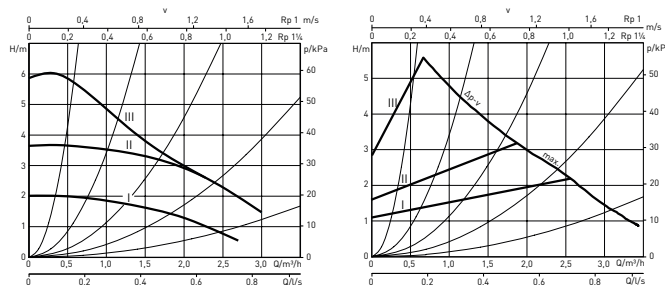 v
0 0,4 0,8 1,2 1,6 Rp 1 m/s
0 0,2 0,4 0,6 0,8 1,0 1,2 Rp 1¼
H/m
p/kPa
6
5
4
3
2
1
0
60
50
40
30
20
10
0
III
II
I
0 0,5 1,0 1,5 2,0 2,5 3,0 Q/m³/h
0 0.2 0.4 0.6 0.8 Q/l/s
v
0 0,4 0,8 1,2 1,6 Rp 1
m/s
0 0,2 0,4 0,6 0,8 1,0 Rp 1¼
H/m
p/kPa
5
4
3
2
1
0
50
40
30
20
10
0
III
II
I
Δp-v
max.
0 0,5 1,0 1,5 2,0 2,5 3,0 Q/m³/h
0 0.2 0.4 0.6 0.8 Q/l/s